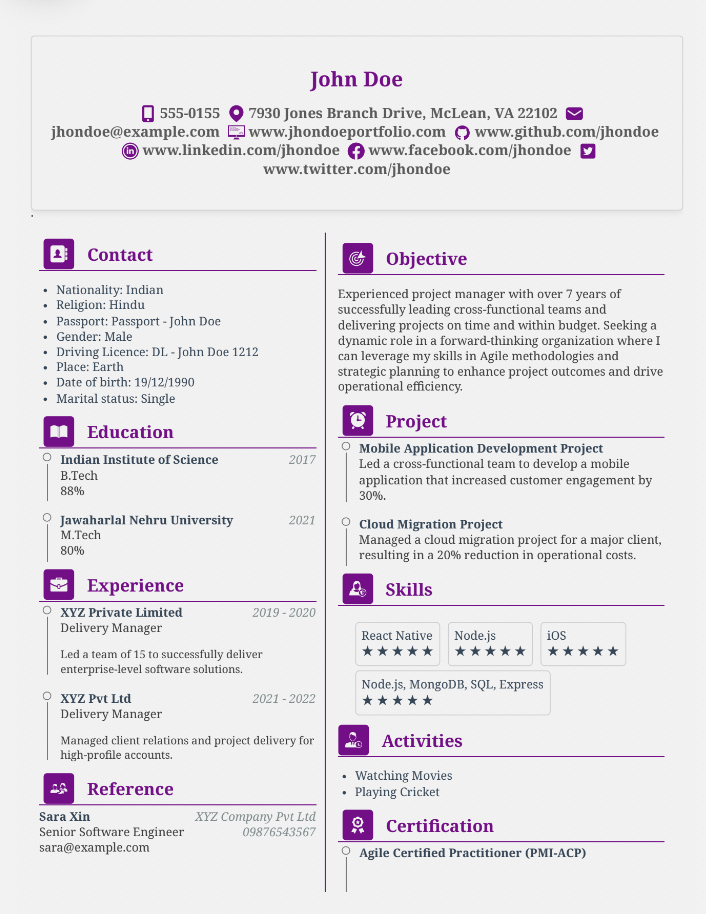 John Doe
555-0155 7930 Jones Branch Drive, McLean, VA 22102
jhondoe@example.com www.jhondoeportfolio.com www.github.com/jhondoe
www.linkedin.com/jhondoe www.facebook.com/jhondoe
www.twitter.com/jhondoe
.
Contact
• Nationality: Indian
• Religion: Hindu
• Passport: Passport - John Doe
• Gender: Male
• Driving Licence: DL - John Doe 1212
• Place: Earth
• Date of birth: 19/12/1990
• Marital status: Single
Education
Indian Institute of Science 2017
B.Tech
88%
Jawaharlal Nehru University 2021
M.Tech
80%
Experience
XYZ Private Limited 2019 - 2020
Delivery Manager
Led a team of 15 to successfully deliver
enterprise-level software solutions.
XYZ Pvt Ltd 2021 - 2022
Delivery Manager
Managed client relations and project delivery for
high-profile accounts.
Reference
Sara Xin XYZ Company Pvt Ltd
Senior Software Engineer 09876543567
sara@example.com
Objective
Experienced project manager with over 7 years of
successfully leading cross-functional teams and
delivering projects on time and within budget. Seeking a
dynamic role in a forward-thinking organization where I
can leverage my skills in Agile methodologies and
strategic planning to enhance project outcomes and drive
operational efficiency.
Project
Mobile Application Development Project
Led a cross-functional team to develop a mobile
application that increased customer engagement by
30%.
Cloud Migration Project
Managed a cloud migration project for a major client,
resulting in a 20% reduction in operational costs.
Skills
React Native Node.js iOS
★★★★★ ★★★★★ ★★★★★
Node.js, MongoDB, SQL, Express
★★★★★
Activities
• Watching Movies
• Playing Cricket
Certification
Agile Certified Practitioner (PMI-ACP)